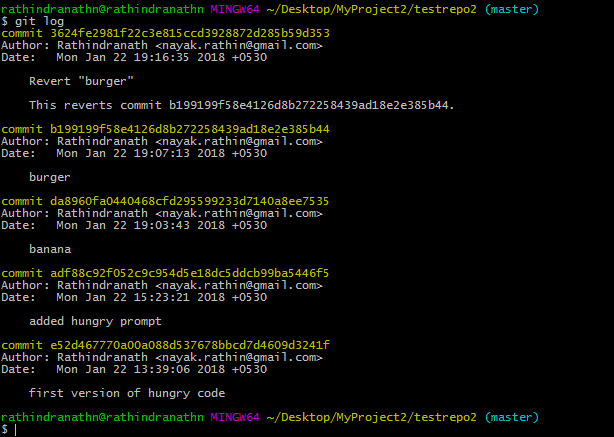 rathindranathn@rathindranathn MINGW64 ~/Desktop/MyProject2/testrepo2 (master)
$ git log
commit 3624fe2981f22c3e815ccd3928872d285b59d353
Author: Rathindranath <nayak.rathin@gmail.com>
Date:   Mon Jan 22 19:16:35 2018 +0530
    Revert "burger"
    This reverts commit b199199f58e4126d8b272258439ad18e2e385b44.
commit b199199f58e4126d8b272258439ad18e2e385b44
Author: Rathindranath <nayak.rathin@gmail.com>
Date:   Mon Jan 22 19:07:13 2018 +0530
    burger
commit da8960fa0440468cfd295599233d7140a8ee7535
Author: Rathindranath <nayak.rathin@gmail.com>
Date:   Mon Jan 22 19:03:43 2018 +0530
    banana
commit adf88c92f052c9c954d5e18dc5ddcb99ba5446f5
Author: Rathindranath <nayak.rathin@gmail.com>
Date:   Mon Jan 22 15:23:21 2018 +0530
    added hungry prompt
commit e52d467770a00a088d537678bbcd7d4609d3241f
Author: Rathindranath <nayak.rathin@gmail.com>
Date:   Mon Jan 22 13:39:06 2018 +0530
    first version of hungry code
rathindranathn@rathindranathn MINGW64 ~/Desktop/MyProject2/testrepo2 (master)
$